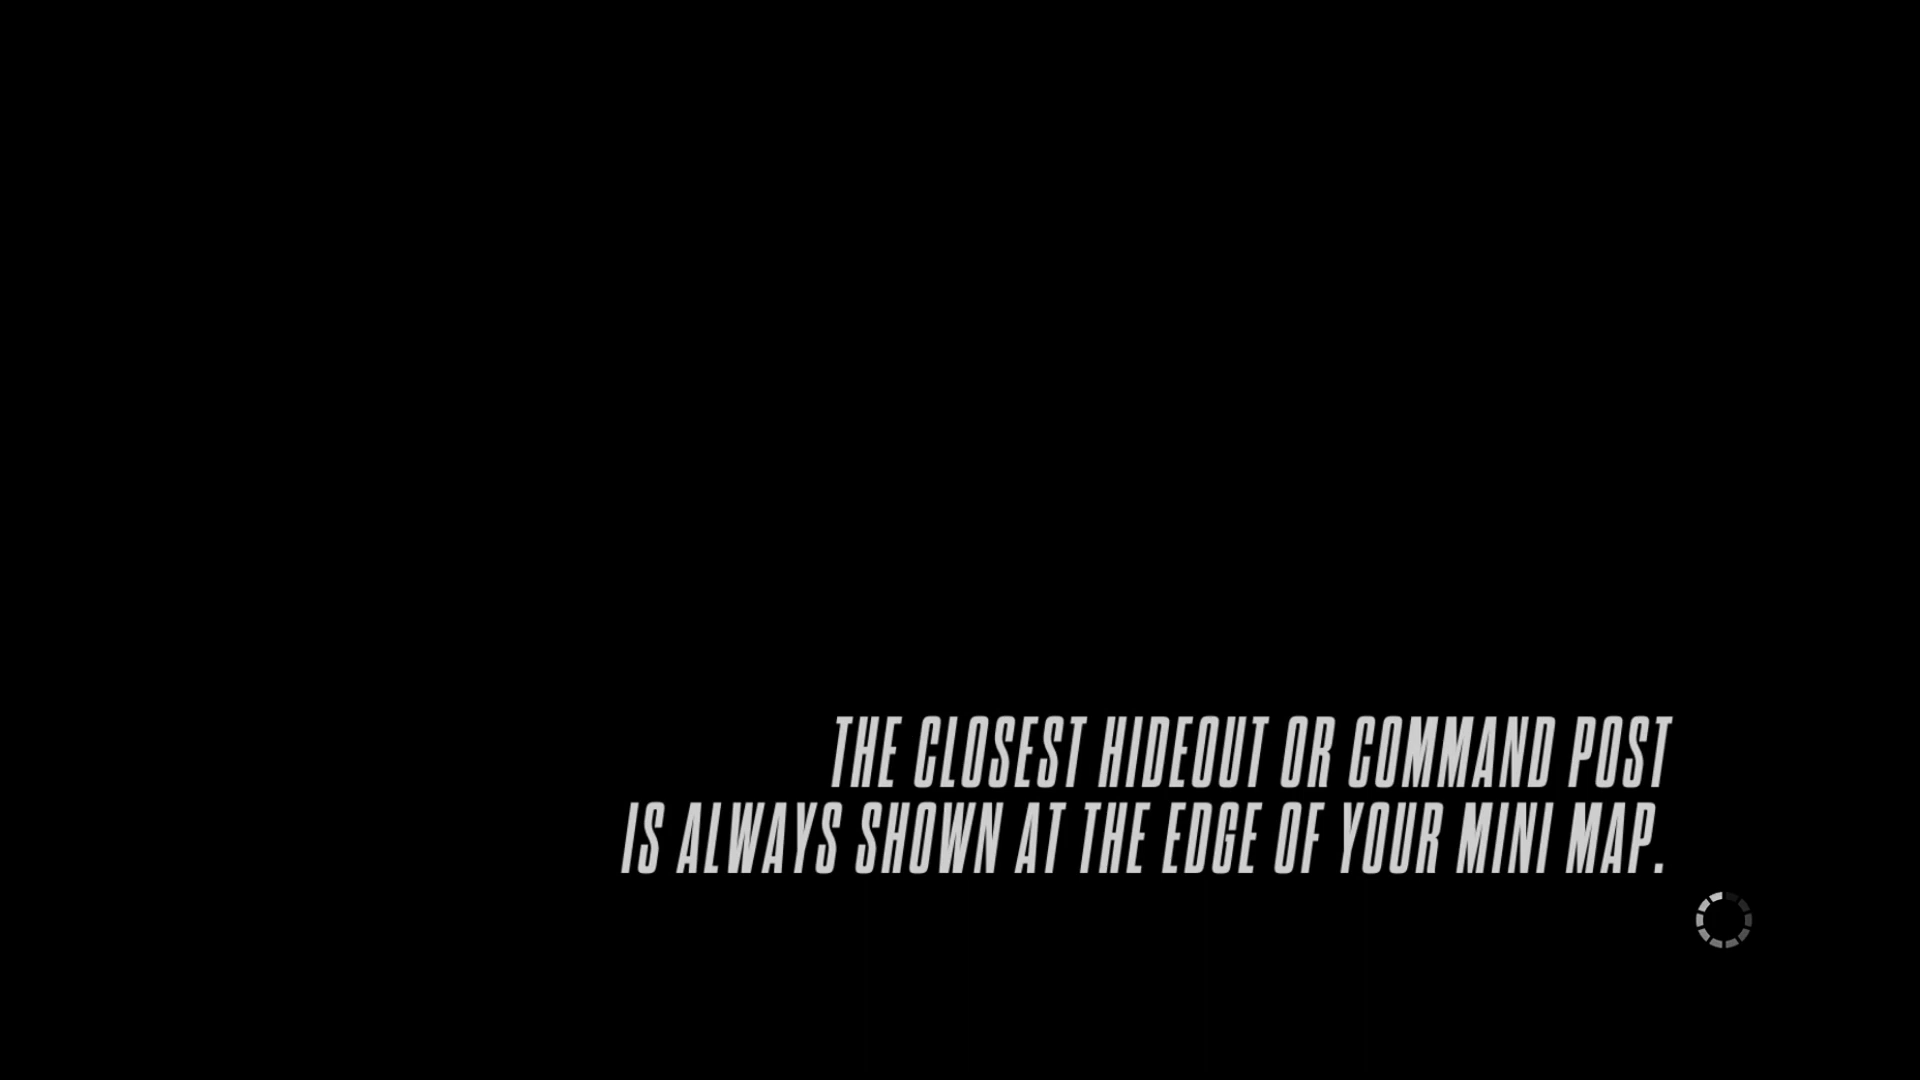 THE CLOSEST HIDEOUT OR COMMAND POST
IS ALWAYS SHOWN AT THE EDGE OF YOUR MINI MAP.